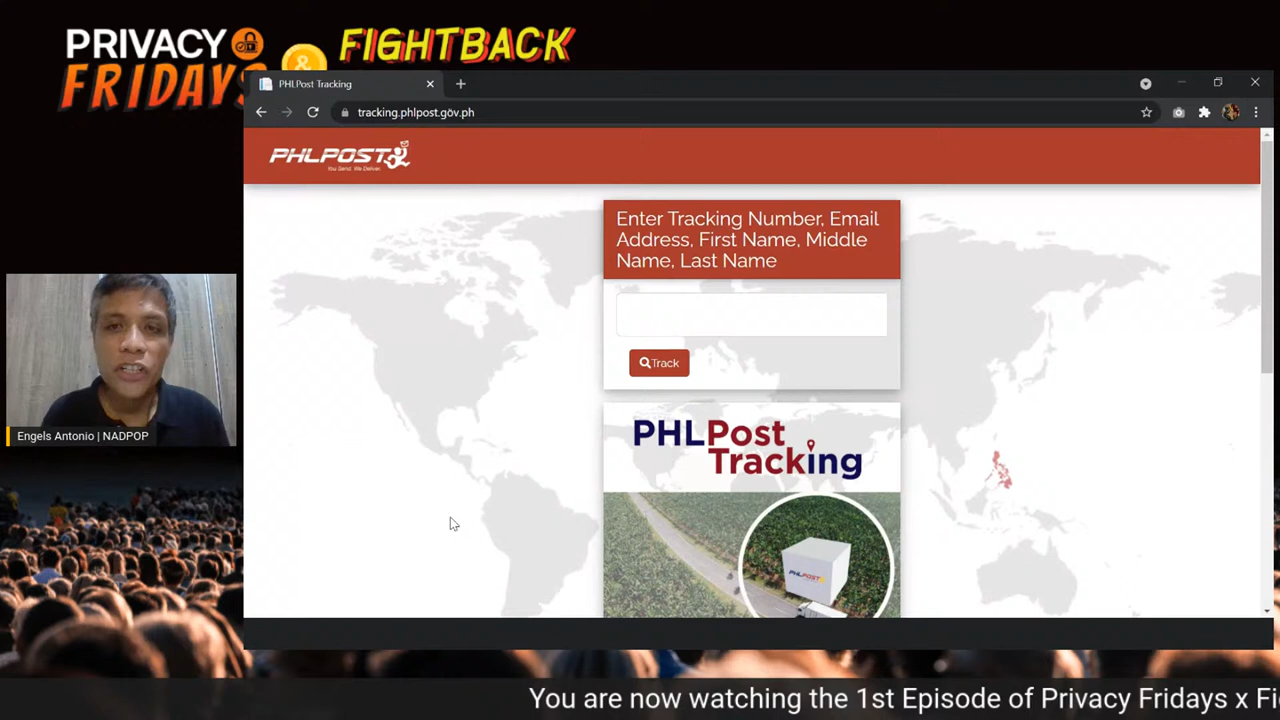 PRIVACY
FRIDAYS
&
FIGHTBACK
PHLPost Tracking
tracking.phlpost.gov.ph
PHLPOST
You Send. We Deliver.
Enter Tracking Number, Email
Address, First Name, Middle
Name, Last Name
Track
PHLPost
Tracking
PHLPOST
Engels Antonio | NADPOP
You are now watching the 1st Episode of Privacy Fridays x Fi